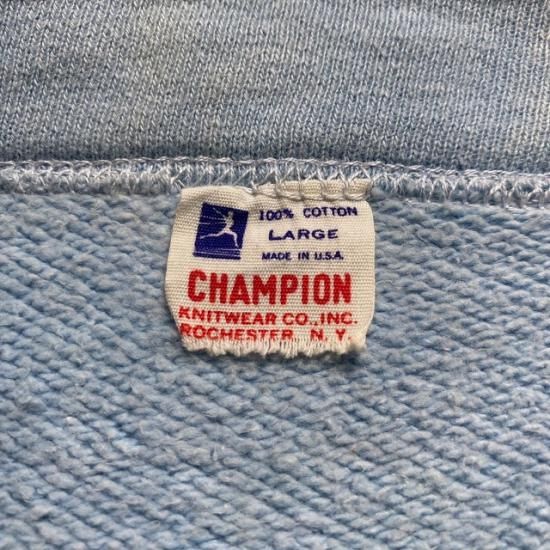 100% COTTON
LARGE
MADE IN U.S.A.
CHAMPION
KNITWEAR CO., INC.
ROCHESTER, N. Y.